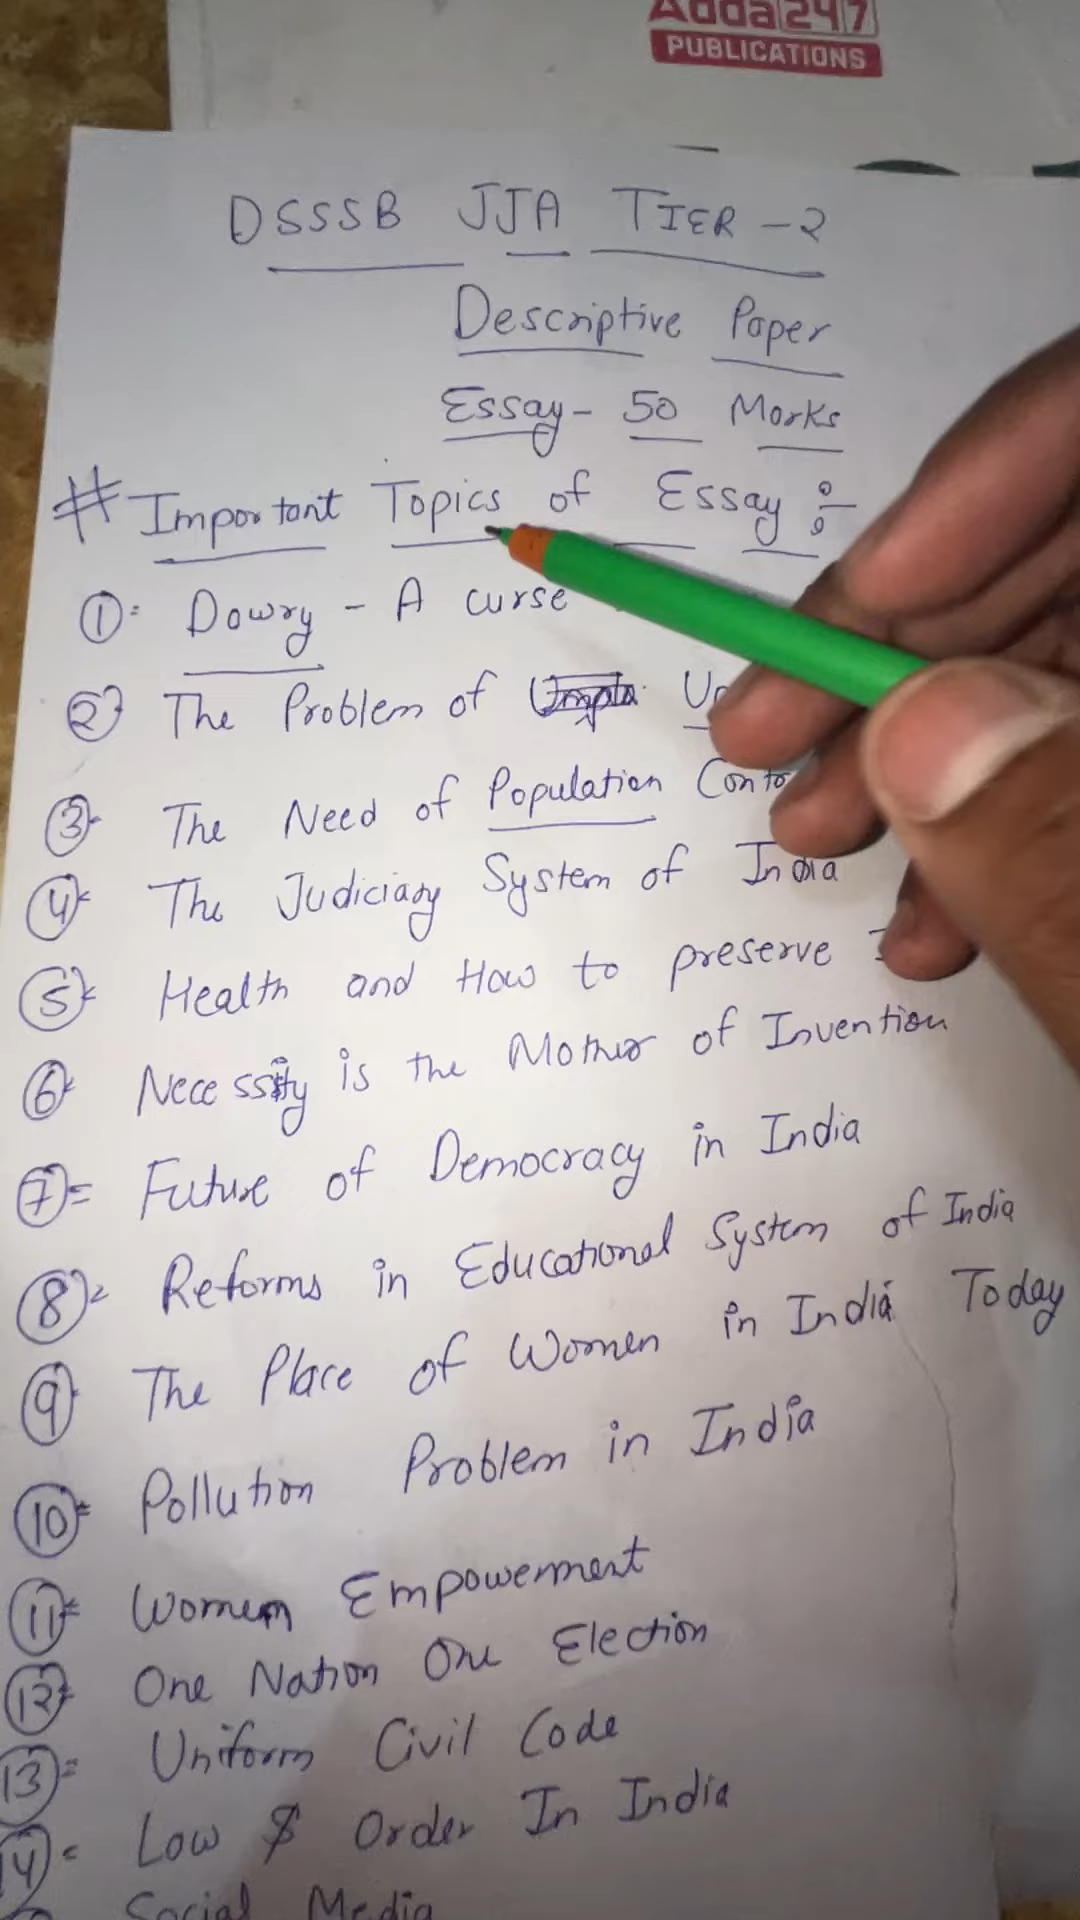 Adda247
PUBLICATIONS
DSSSB JJA TIER-2
Descriptive Paper
Essay- 50 Marks
# Important Topics of Essay :-
1= Dowry - A curse
2= The Problem of
3= The Need of Population
4= The Judiciary System of India
5= Health and How to preserve
6= Necessity is the Mother of Invention
7= Future of Democracy in India
8= Reforms in Educational System of India
9= The Place of Women in India Today
10= Pollution Problem in India
11= Women Empowerment
12= One Nation One Election
13= Uniform Civil Code
14= Low & Order In India
Social Media